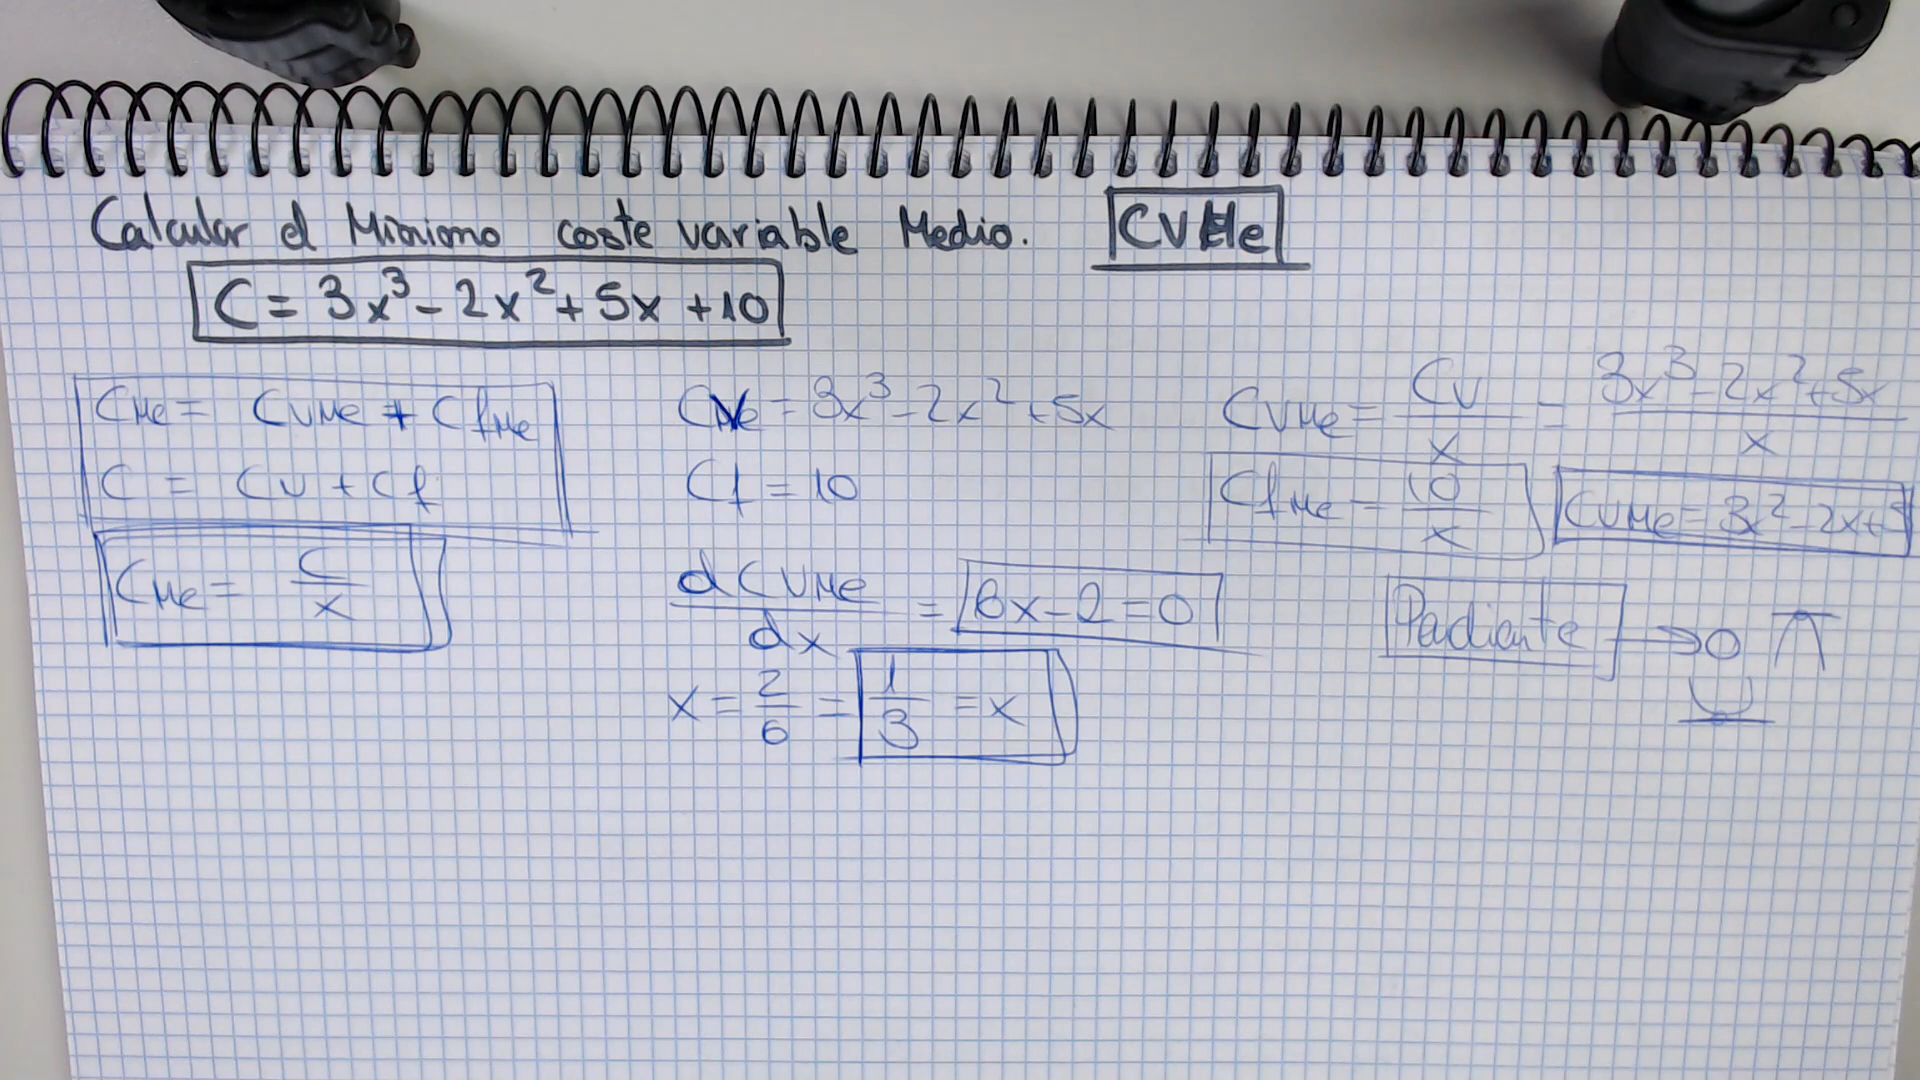 Calcular el Mínimo coste variable Medio. CVMe
C = 3x³ - 2x² + 5x + 10
CMe = CVMe + CfMe
C = CV + Cf
CMe = C/x
CV = 3x³ - 2x² + 5x
Cf = 10
CVMe = CV/x = 3x³ - 2x² + 5x/x
CfMe = 10/x
CVMe = 3x² - 2x + 5
dCVMe/dx = 6x - 2 = 0
x = 2/6 = 1/3 = x
Pendiente → 0